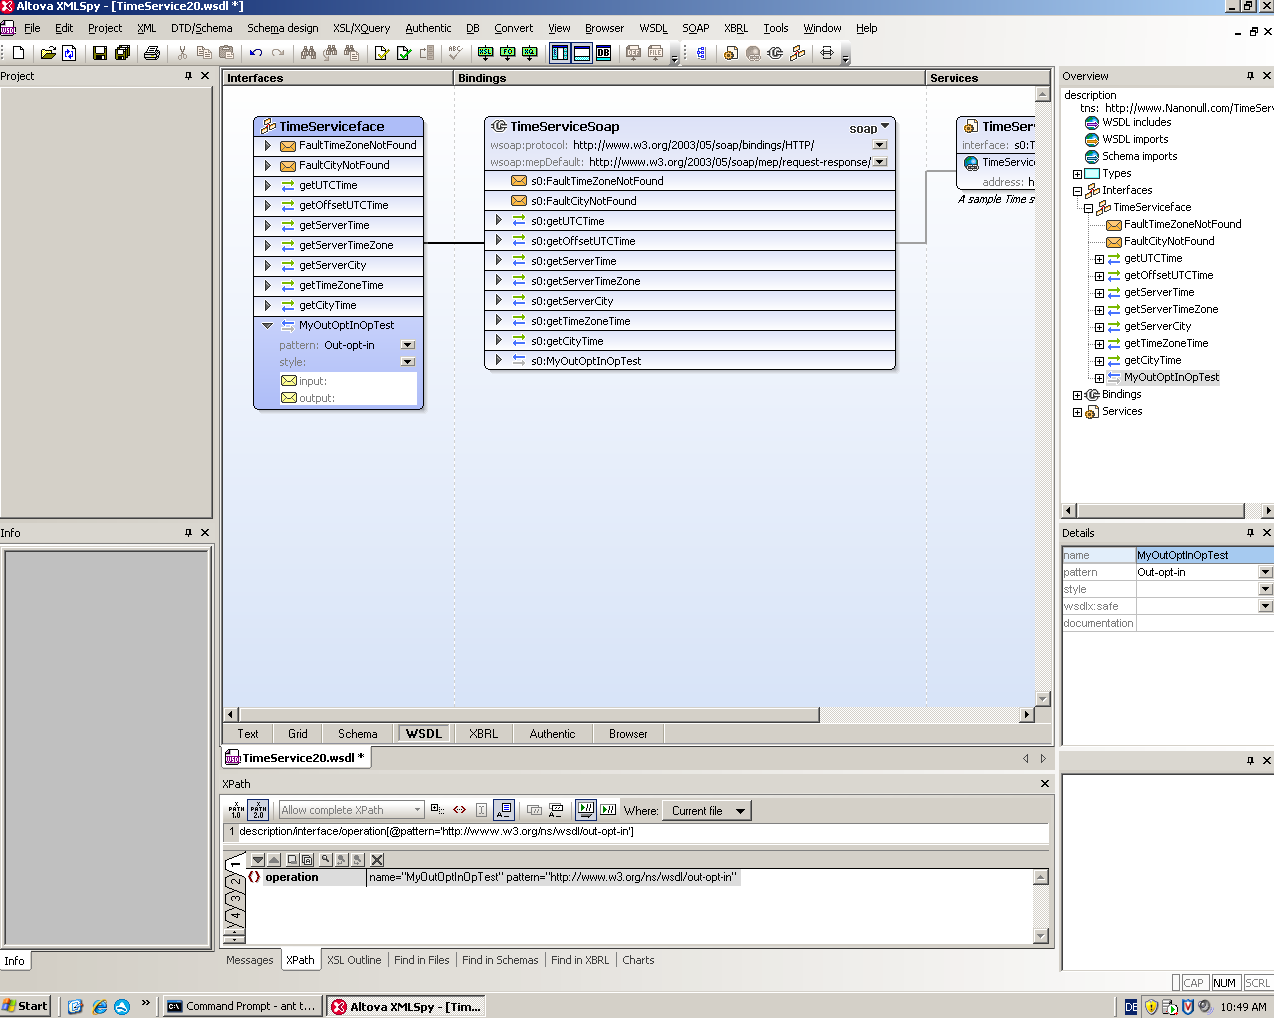 Altova XMLSpy - [TimeService20.wsdl *]
File Edit Project XML DTD/Schema Schema design XSL/XQuery Authentic DB Convert View Browser WSDL SOAP XBRL Tools Window Help
Project
Interfaces Bindings Services
TimeServiceface
FaultTimeZoneNotFound
FaultCityNotFound
getUTCTime
getOffsetUTCTime
getServerTime
getServerTimeZone
getServerCity
getTimeZoneTime
getCityTime
MyOutOptInOpTest
pattern: Out-opt-in
style:
input:
output:
TimeServiceSoap soap
wsoap:protocol: http://www.w3.org/2003/05/soap/bindings/HTTP/
wsoap:mepDefault: http://www.w3.org/2003/05/soap/mep/request-response/
s0:FaultTimeZoneNotFound
s0:FaultCityNotFound
s0:getUTCTime
s0:getOffsetUTCTime
s0:getServerTime
s0:getServerTimeZone
s0:getServerCity
s0:getTimeZoneTime
s0:getCityTime
s0:MyOutOptInOpTest
TimeServ
interface: s0:T
TimeService
address: h
A sample Time s
Overview
description
tns: http://www.Nanonull.com/TimeServ
WSDL includes
WSDL imports
Schema imports
Types
Interfaces
TimeServiceface
FaultTimeZoneNotFound
FaultCityNotFound
getUTCTime
getOffsetUTCTime
getServerTime
getServerTimeZone
getServerCity
getTimeZoneTime
getCityTime
MyOutOptInOpTest
Bindings
Services
Info
Details
name MyOutOptInOpTest
pattern Out-opt-in
style
wsdlx:safe
documentation
Text Grid Schema WSDL XBRL Authentic Browser
TimeService20.wsdl *
XPath
XPATH 1.0 XPATH 2.0 Allow complete XPath Where: Current file
1 description/interface/operation[@pattern='http://www.w3.org/ns/wsdl/out-opt-in']
1 2 3 4
operation name="MyOutOptInOpTest" pattern="http://www.w3.org/ns/wsdl/out-opt-in"
Info
Messages XPath XSL Outline Find in Files Find in Schemas Find in XBRL Charts
CAP NUM SCRL
Start Command Prompt - ant t... Altova XMLSpy - [Tim... DE 10:49 AM